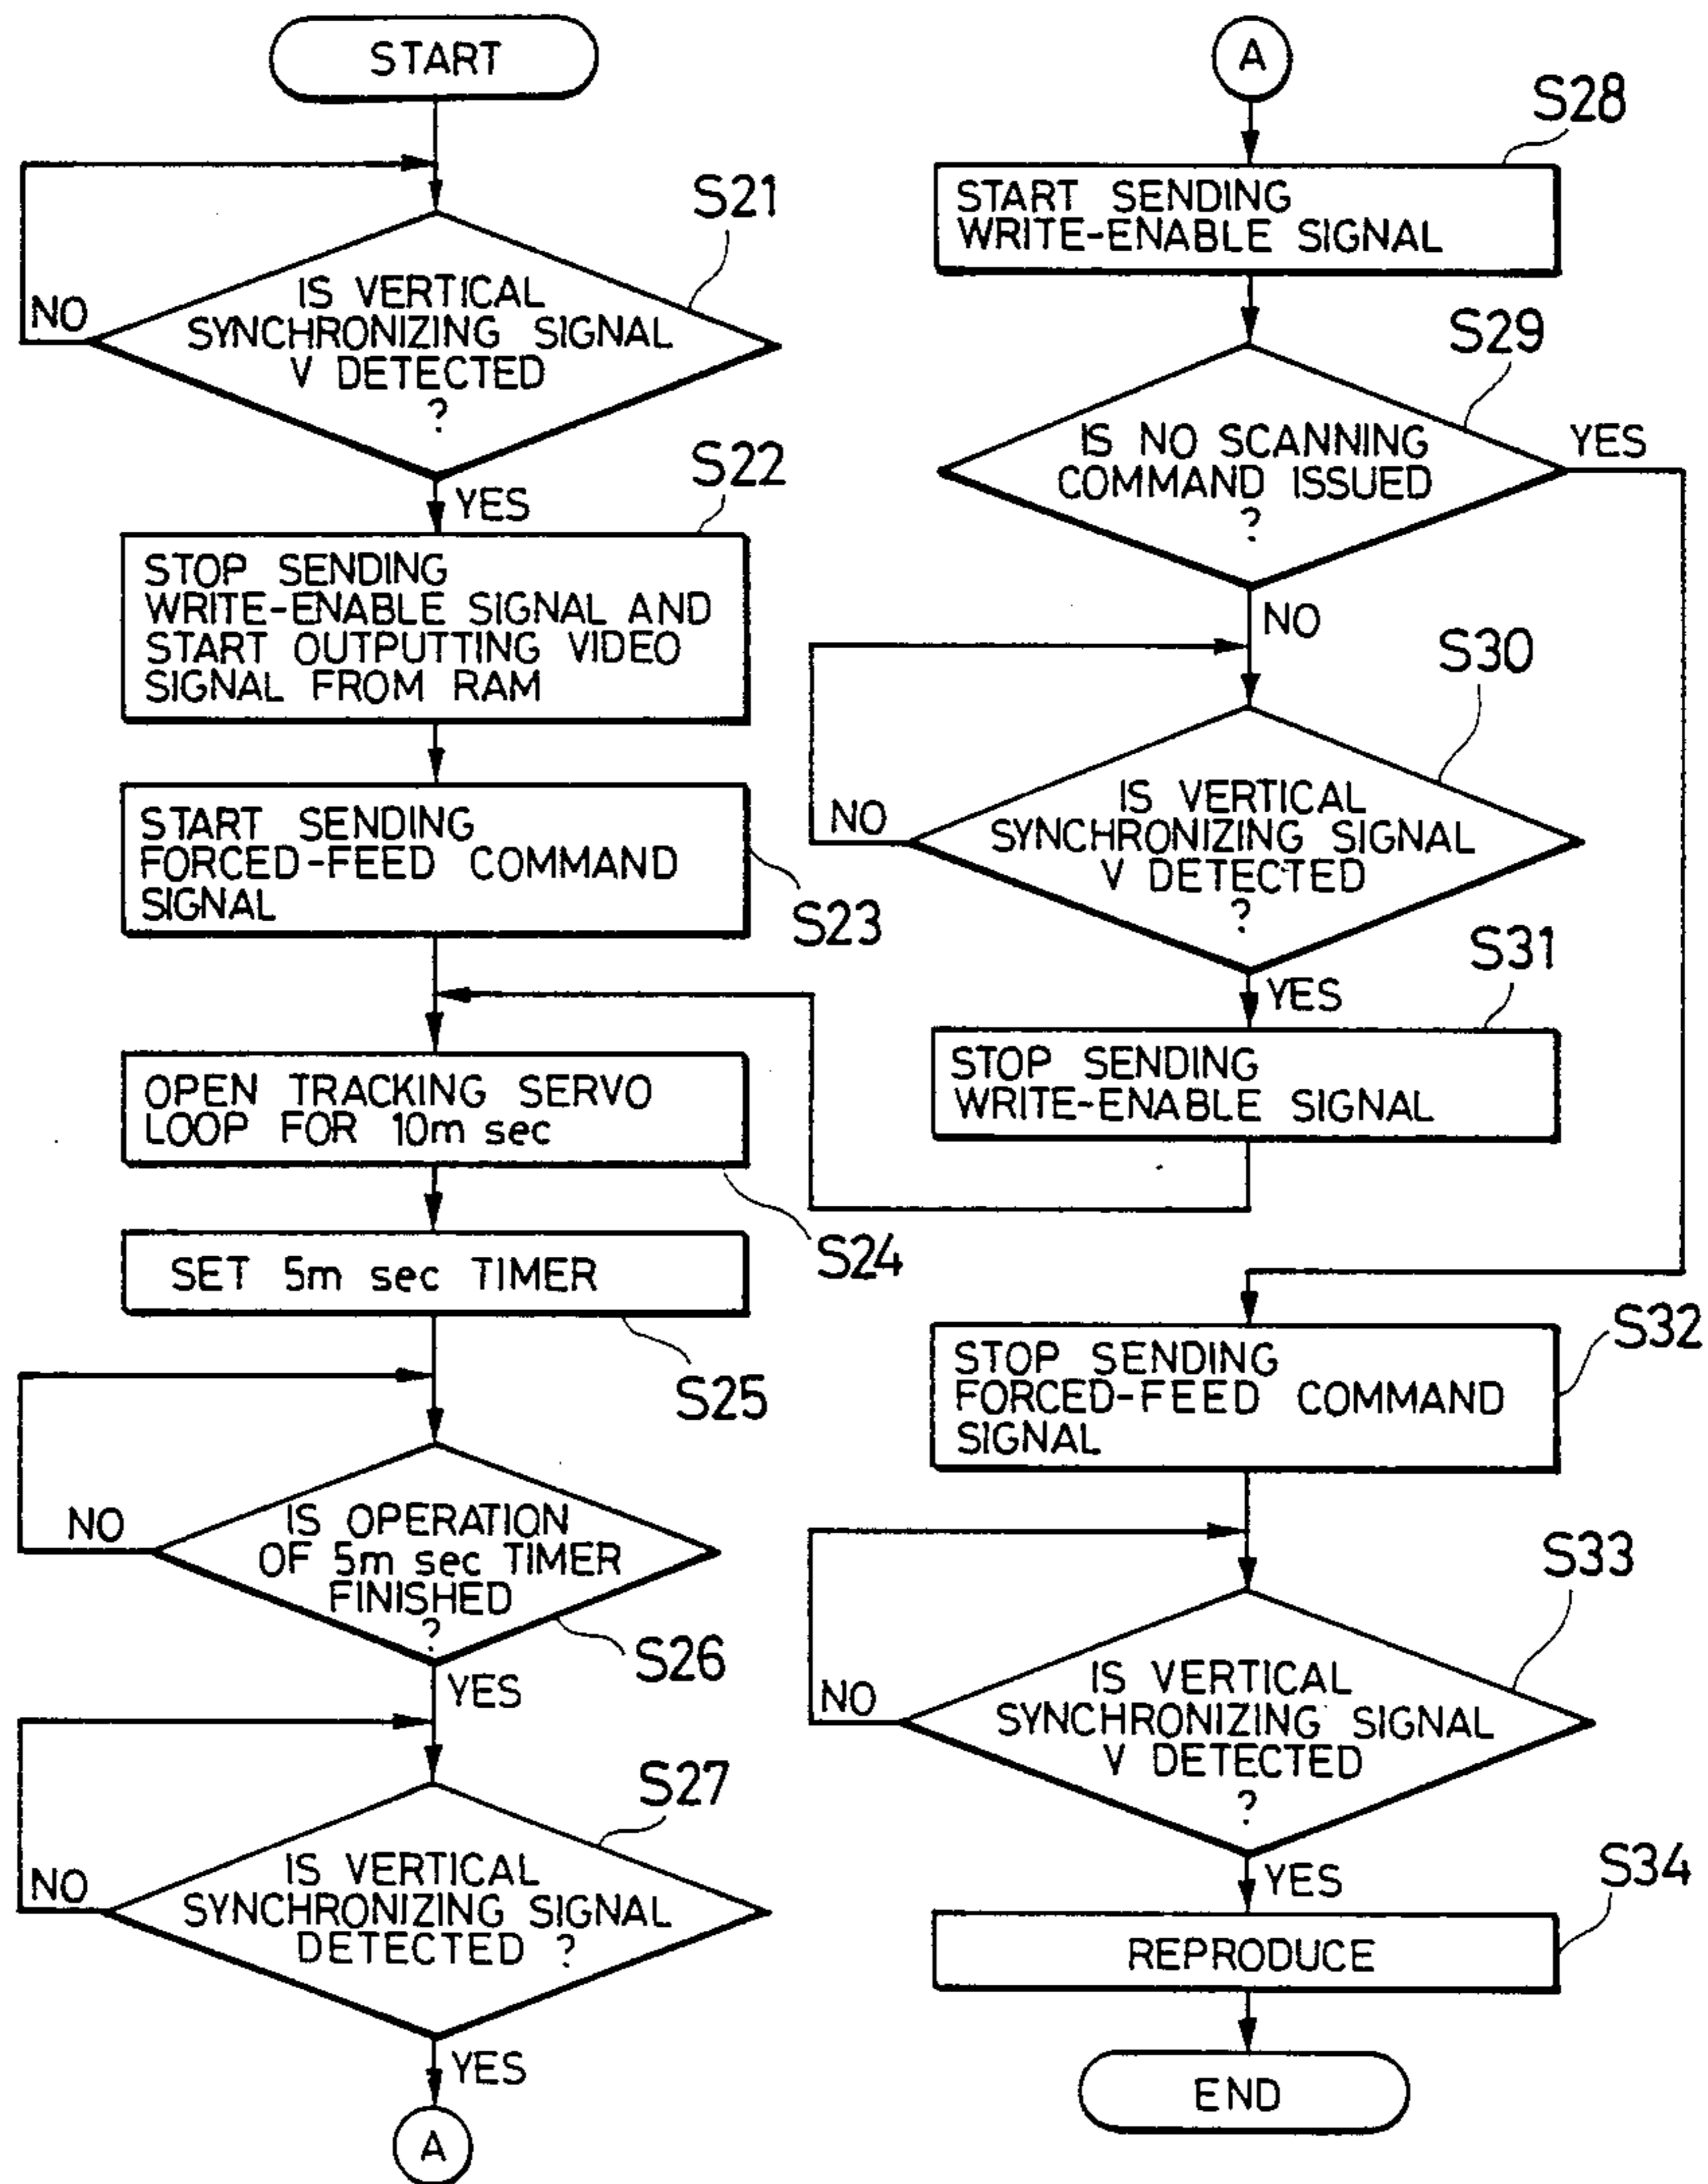 START
S21
IS VERTICAL
SYNCHRONIZING SIGNAL
V DETECTED
?
NO
YES
S22
STOP SENDING
WRITE-ENABLE SIGNAL AND
START OUTPUTTING VIDEO
SIGNAL FROM RAM
START SENDING
FORCED-FEED COMMAND
SIGNAL
S23
OPEN TRACKING SERVO
LOOP FOR 10m sec
S24
SET 5m sec TIMER
S25
IS OPERATION
OF 5m sec TIMER
FINISHED
?
NO
S26
YES
S27
IS VERTICAL
SYNCHRONIZING SIGNAL
DETECTED ?
NO
YES
A
A
S28
START SENDING
WRITE-ENABLE SIGNAL
S29
IS NO SCANNING
COMMAND ISSUED
?
YES
NO
S30
IS VERTICAL
SYNCHRONIZING SIGNAL
V DETECTED
?
NO
YES
S31
STOP SENDING
WRITE-ENABLE SIGNAL
S32
STOP SENDING
FORCED-FEED COMMAND
SIGNAL
S33
IS VERTICAL
SYNCHRONIZING SIGNAL
V DETECTED
?
NO
YES
S34
REPRODUCE
END